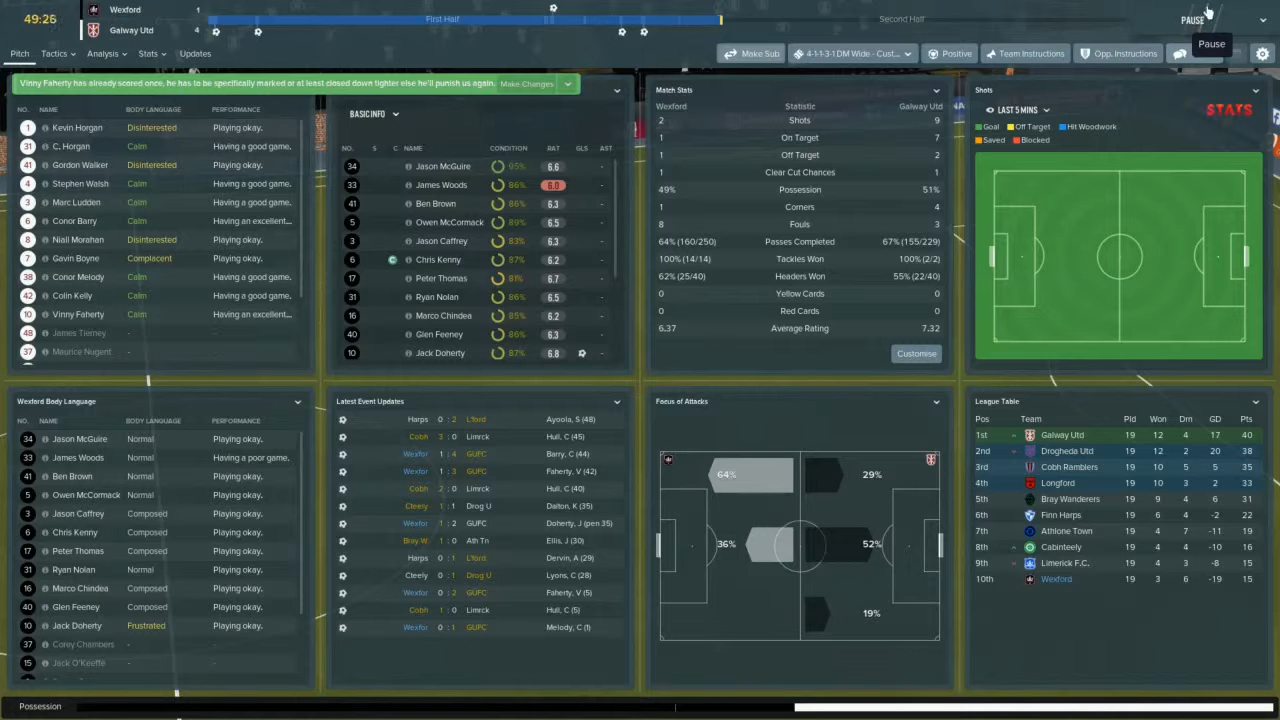 49:26
Wexford 1
Galway Utd 4
First Half
Second Half
PAUSE
Pitch Tactics Analysis Stats Updates
Make Sub 4-1-1-3-1 DM Wide - Cust... Positive Team Instructions Opp. Instructions
Pause
Vinny Faherty has already scored once, he has to be specifically marked or at least closed down tighter else he'll punish us again. Make Changes
NO. NAME BODY LANGUAGE PERFORMANCE
1 Kevin Horgan Disinterested Playing okay.
31 C. Horgan Calm Having a good game.
41 Gordon Walker Disinterested Playing okay.
4 Stephen Walsh Calm Having a good game.
3 Marc Ludden Calm Having a good game.
6 Conor Barry Calm Having an excellent...
8 Niall Morahan Disinterested Playing okay.
7 Gavin Boyne Complacent Playing okay.
38 Conor Melody Calm Having a good game.
42 Colin Kelly Calm Having a good game.
10 Vinny Faherty Calm Having an excellent...
48 James Tierney - -
37 Maurice Nugent - -
BASIC INFO
NO. S C NAME CONDITION RAT GLS AST
34 Jason McGuire 95% 6.6 -
33 James Woods 86% 6.0 -
41 Ben Brown 86% 6.3 -
5 Owen McCormack 89% 6.5 -
3 Jason Caffrey 83% 6.3 -
6 C Chris Kenny 87% 6.2 -
17 Peter Thomas 81% 6.7 -
31 Ryan Nolan 86% 6.5 -
16 Marco Chindea 85% 6.2 -
40 Glen Feeney 86% 6.3 -
10 Jack Doherty 87% 6.8 -
Match Stats
Wexford Statistic Galway Utd
2 Shots 9
1 On Target 7
1 Off Target 2
1 Clear Cut Chances 1
49% Possession 51%
1 Corners 4
8 Fouls 3
64% (160/250) Passes Completed 67% (155/229)
100% (14/14) Tackles Won 100% (2/2)
62% (25/40) Headers Won 55% (22/40)
0 Yellow Cards 0
0 Red Cards 0
6.37 Average Rating 7.32
Customise
Shots
LAST 5 MINS
STATS
Goal Off Target Hit Woodwork
Saved Blocked
Wexford Body Language
NO. NAME BODY LANGUAGE PERFORMANCE
34 Jason McGuire Normal Playing okay.
33 James Woods Normal Having a poor game.
41 Ben Brown Normal Playing okay.
5 Owen McCormack Normal Playing okay.
3 Jason Caffrey Composed Playing okay.
6 Chris Kenny Composed Playing okay.
17 Peter Thomas Composed Playing okay.
31 Ryan Nolan Normal Playing okay.
16 Marco Chindea Composed Playing okay.
40 Glen Feeney Composed Playing okay.
10 Jack Doherty Frustrated Playing okay.
37 Corey Chambers - -
15 Jack O'Keeffe - -
Latest Event Updates
Harps 0 : 2 L'ford Ayoola, S (48)
Cobh 3 : 0 Limrck Hull, C (45)
Wexfor 1 : 4 GUFC Barry, C (44)
Wexfor 1 : 3 GUFC Faherty, V (42)
Cobh 2 : 0 Limrck Hull, C (40)
Cleely 1 : 1 Drog U Dalton, K (35)
Wexfor 1 : 2 GUFC Doherty, J (pen 35)
Bray W 1 : 0 Ath Tn Ellis, J (30)
Harps 0 : 1 L'ford Dervin, A (29)
Cleely 0 : 1 Drog U Lyons, C (28)
Wexfor 0 : 2 GUFC Faherty, V (5)
Cobh 1 : 0 Limrck Hull, C (5)
Wexfor 0 : 1 GUFC Melody, C (1)
Focus of Attacks
64% 29%
36% 52%
19%
League Table
Pos Team Pld Won Drn GD Pts
1st Galway Utd 19 12 4 17 40
2nd Drogheda Utd 19 12 2 20 38
3rd Cobh Ramblers 19 10 5 5 35
4th Longford 19 10 3 2 33
5th Bray Wanderers 19 9 4 6 31
6th Finn Harps 19 6 4 -2 22
7th Athlone Town 19 4 7 -11 19
8th Cabinteely 19 4 4 -10 16
9th Limerick F.C. 19 4 3 -8 15
10th Wexford 19 3 6 -19 15
Possession